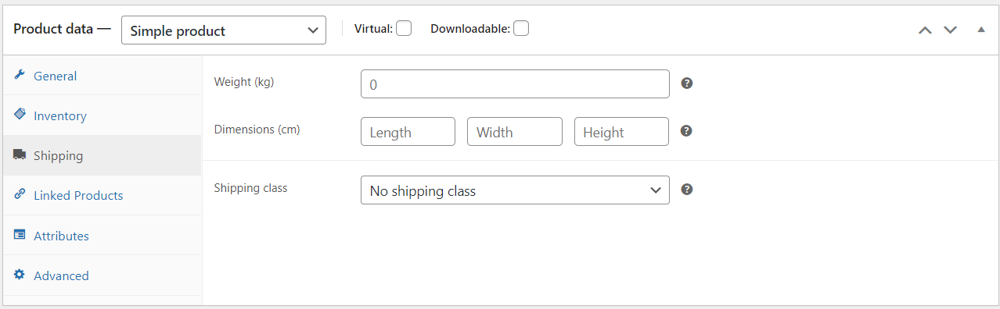 Product data —
Simple product
Virtual:
Downloadable:
General
Inventory
Shipping
Linked Products
Attributes
Advanced
Weight (kg)
0
?
Dimensions (cm)
Length
Width
Height
?
Shipping class
No shipping class
?